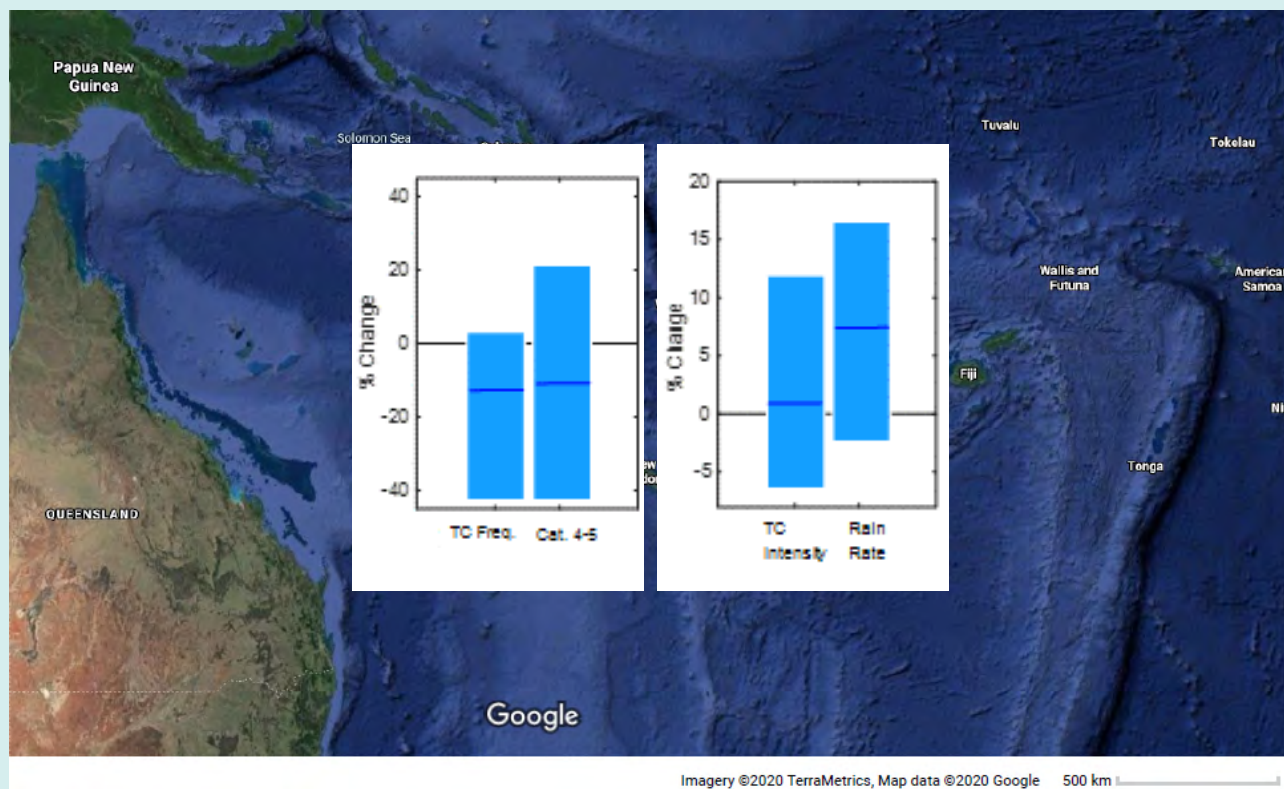 Papua New
Guinea
Solomon Sea
Tuvalu
Tokelau
Wallis and
Futuna
American
Samoa
Fiji
Tonga
QUEENSLAND
% Change
40
20
0
-20
-40
TC Freq.
Cat. 4-5
% Change
20
15
10
5
0
-5
TC
Intensity
Rain
Rate
Google
Imagery ©2020 TerraMetrics, Map data ©2020 Google
500 km